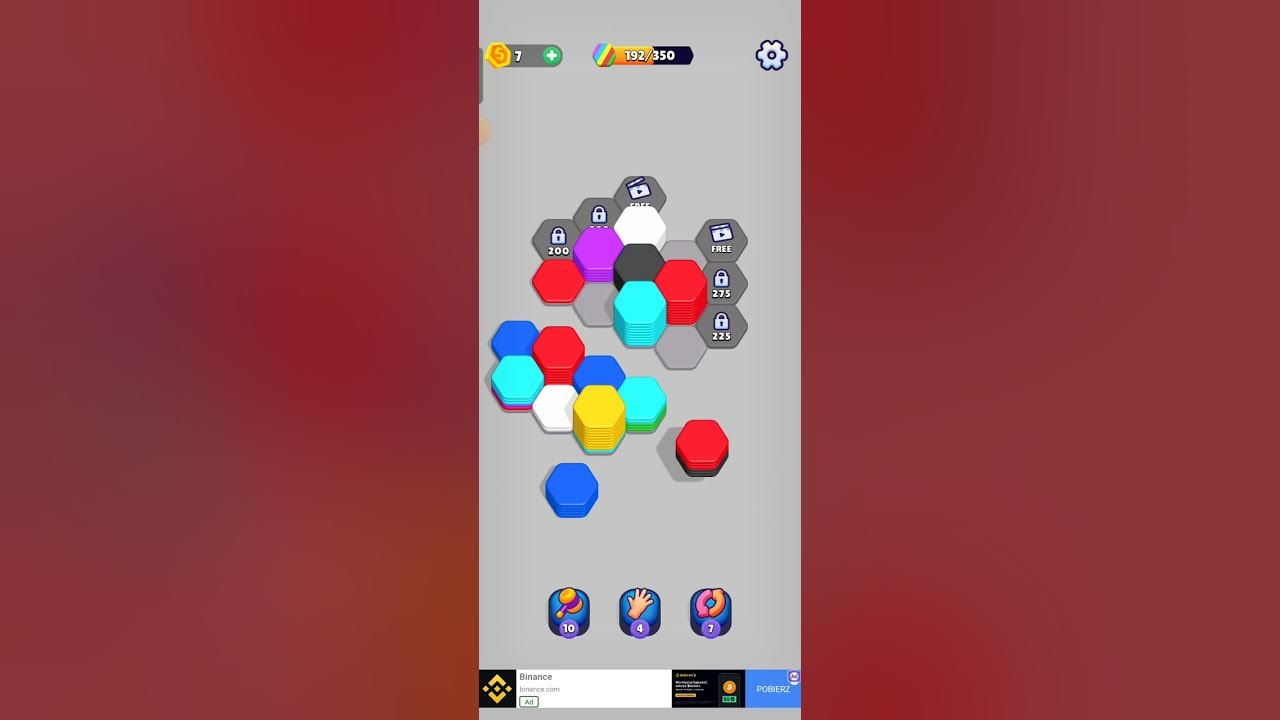 7
192/350
FREE
200
FREE
275
225
10
4
7
Binance
binance.com
Ad
POBIERZ